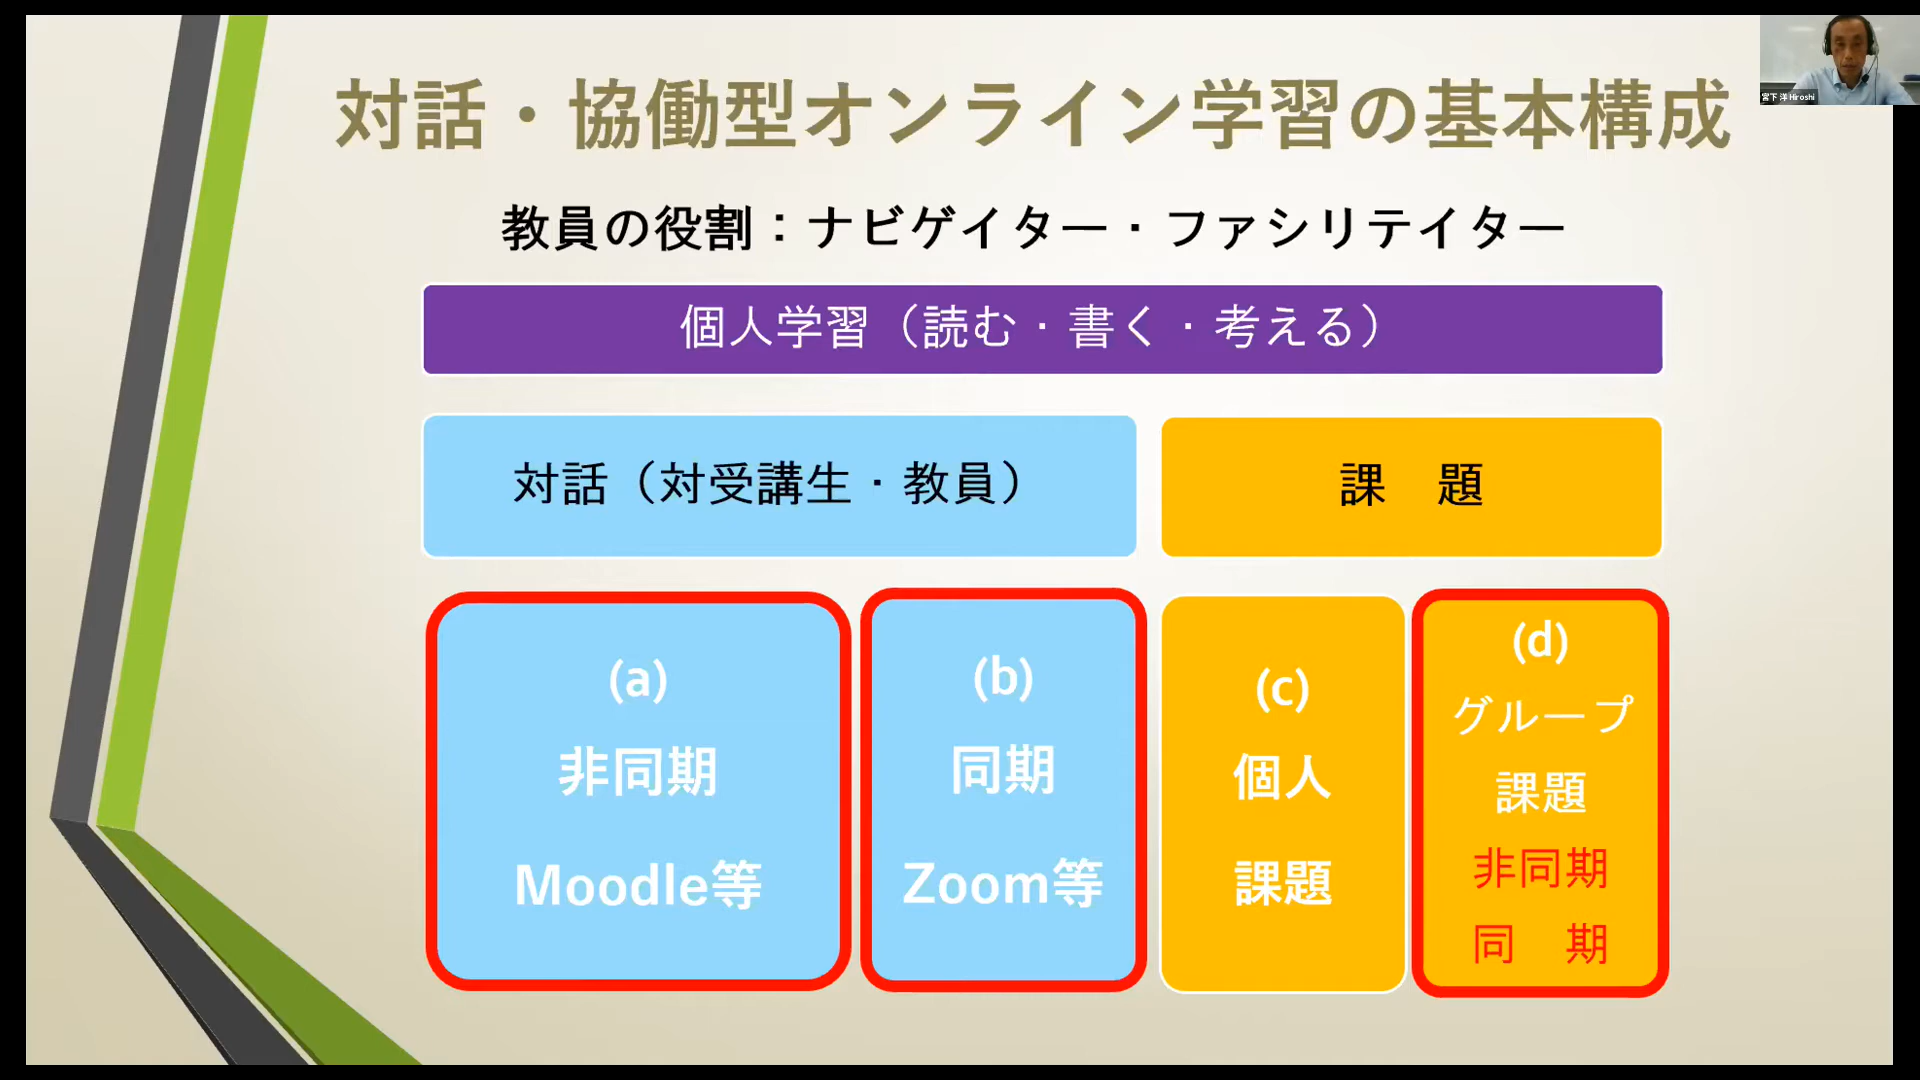 対話・協働型オンライン学習の基本構成
宮下 洋 Hiroshi
教員の役割：ナビゲイター・ファシリテイター
個人学習（読む・書く・考える）
対話（対受講生・教員）
課　題
(a)
非同期
Moodle等
(b)
同期
Zoom等
(c)
個人
課題
(d)
グループ
課題
非同期
同　期